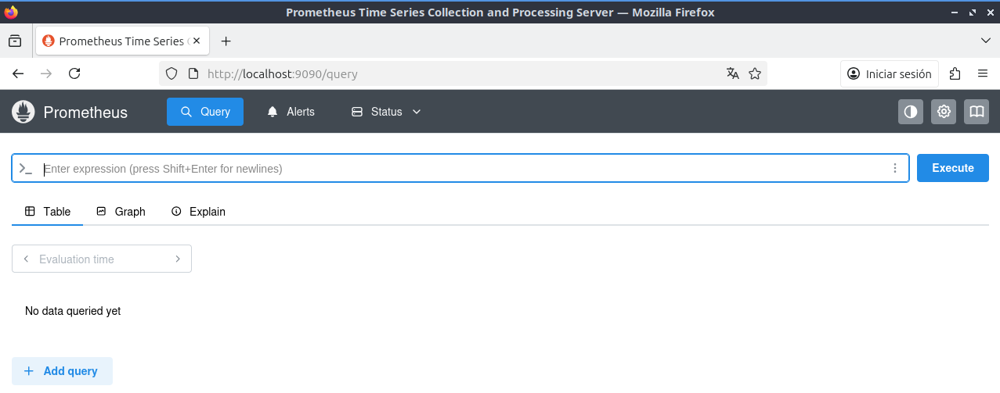 Prometheus Time Series Collection and Processing Server — Mozilla Firefox
Prometheus Time Series
http://localhost:9090/query
Iniciar sesión
Prometheus
Query
Alerts
Status
Enter expression (press Shift+Enter for newlines)
Execute
Table
Graph
Explain
Evaluation time
No data queried yet
Add query